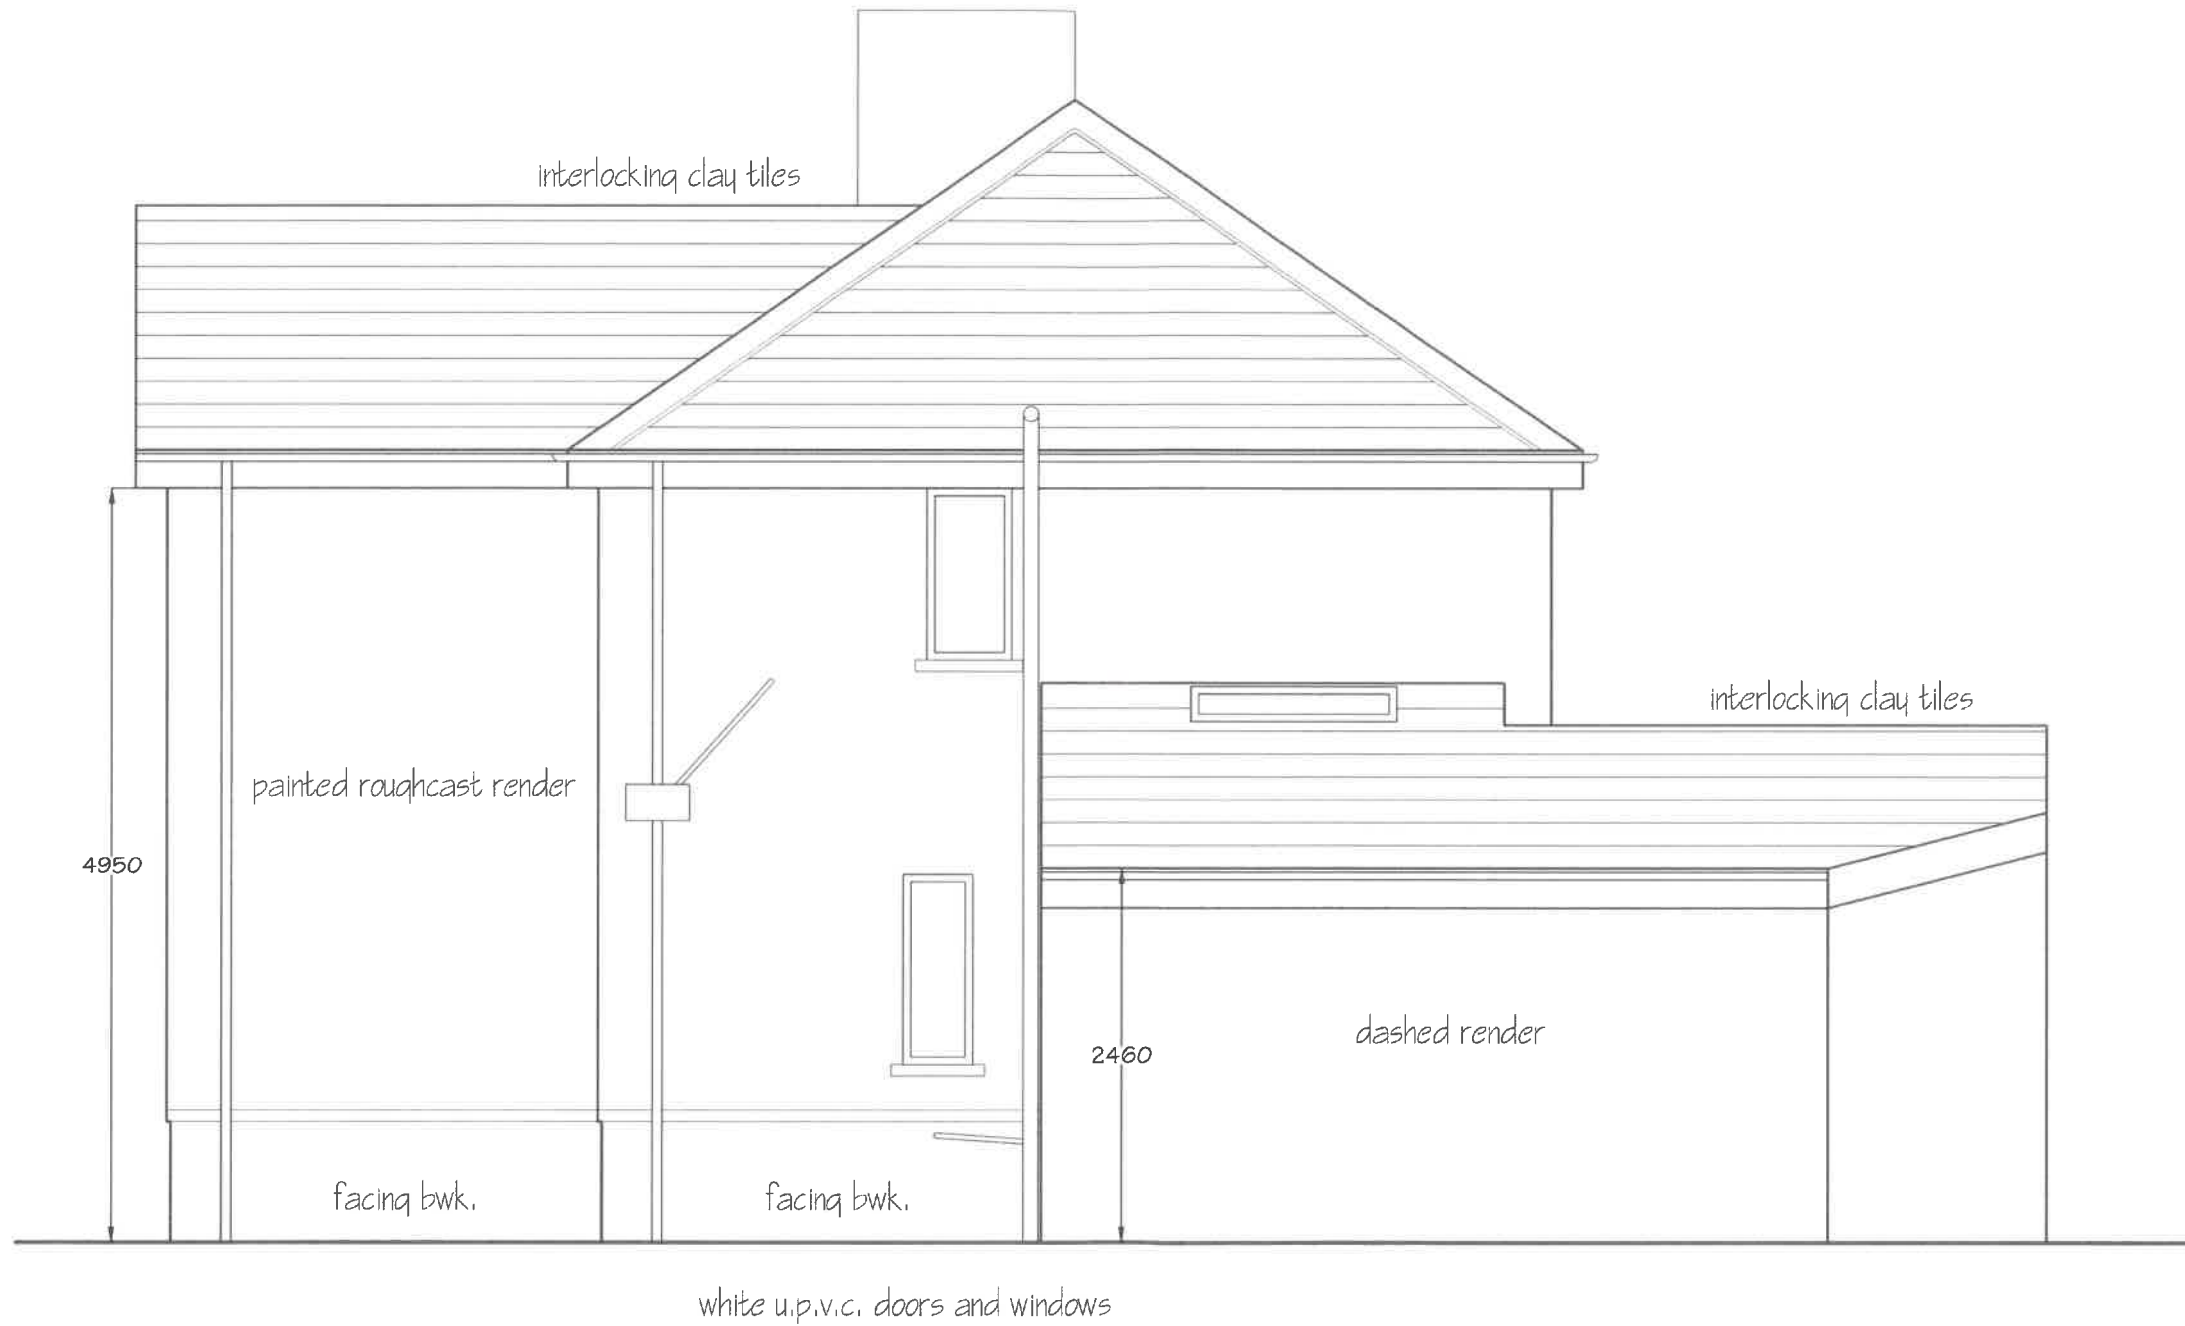 interlocking clay tiles
interlocking clay tiles
painted roughcast render
4950
dashed render
2460
facing bwk.
facing bwk.
white u.p.v.c. doors and windows